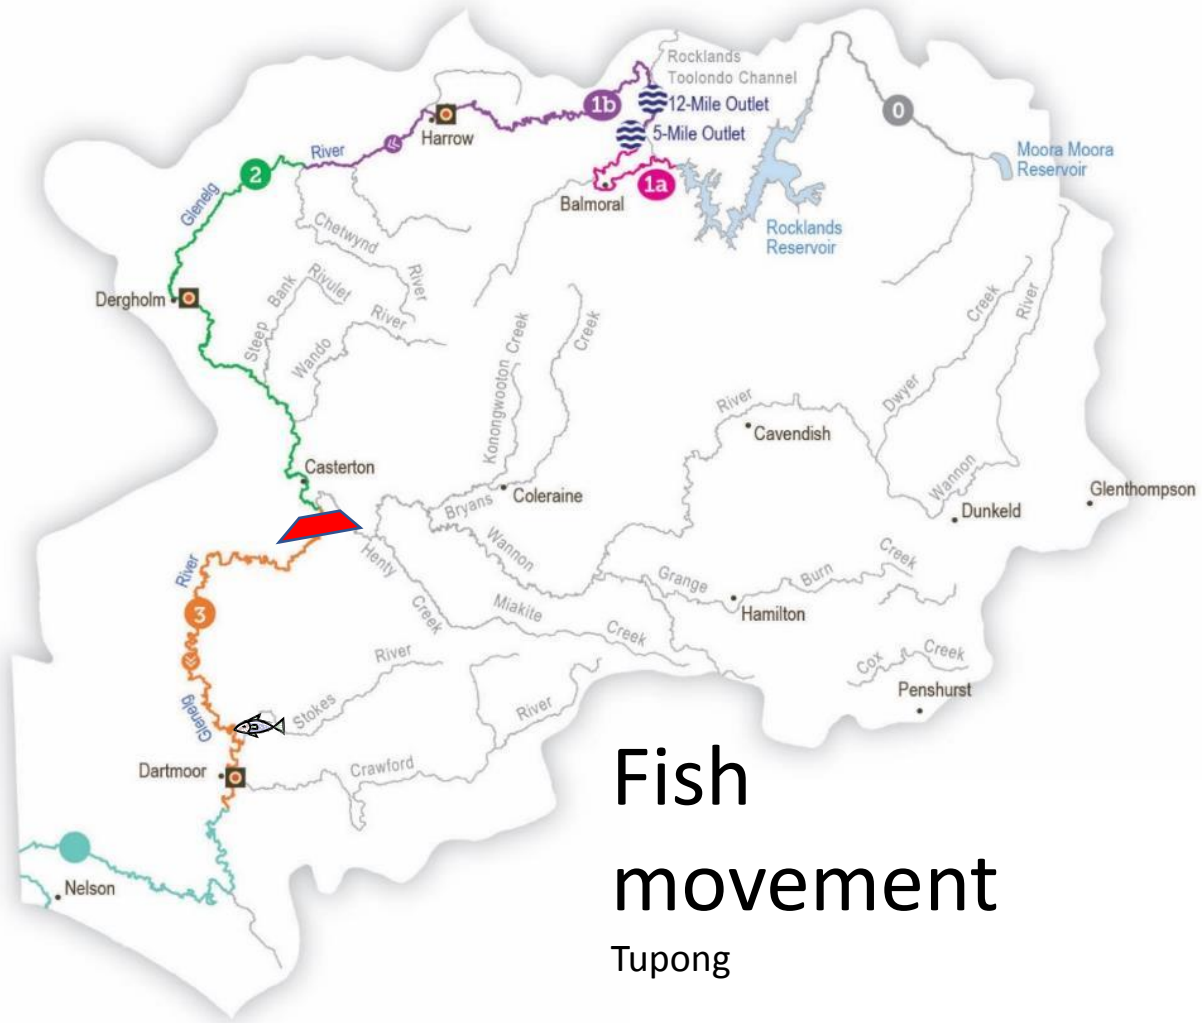 Rocklands
Toolondo Channel
1b
12-Mile Outlet
0
Harrow
5-Mile Outlet
River
Moora Moora
Reservoir
2
1a
Glenelg
Balmoral
Chetwynd
River
Rocklands
Reservoir
Dergholm
Steep Bank Rivulet
Wando River
Konongwooton Creek
Creek
Dwyer Creek
River
River
Cavendish
Casterton
Wannon
Glenthompson
Bryans
Coleraine
Dunkeld
Wannon
Henty
Creek
River
Grange
Burn
Creek
3
Miakite
Creek
Hamilton
Cox
Creek
River
Penshurst
Glenelg
Stokes
River
Dartmoor
Crawford
Nelson
Fish
movement
Tupong